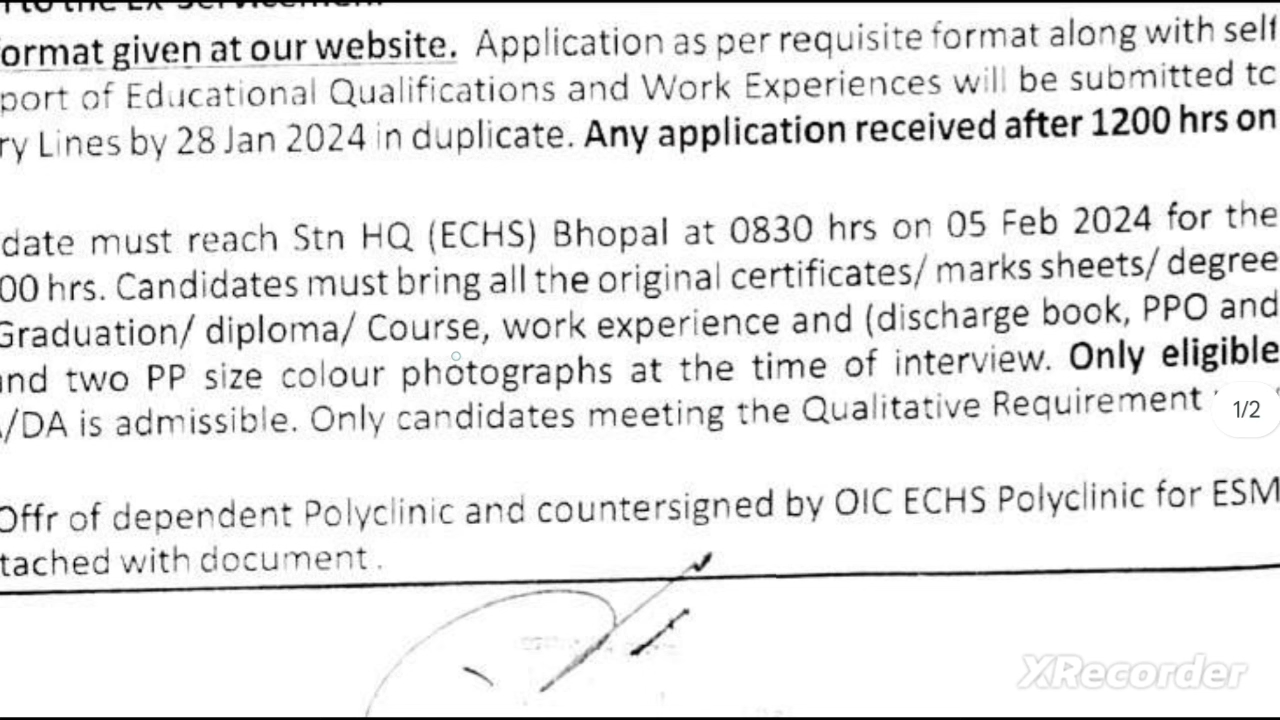 to the Ex-Servicemen
ormat given at our website. Application as per requisite format along with self
port of Educational Qualifications and Work Experiences will be submitted to
ry Lines by 28 Jan 2024 in duplicate. Any application received after 1200 hrs on
date must reach Stn HQ (ECHS) Bhopal at 0830 hrs on 05 Feb 2024 for the
00 hrs. Candidates must bring all the original certificates/ marks sheets/ degree
Graduation/ diploma/ Course, work experience and (discharge book, PPO and
and two PP size colour photographs at the time of interview. Only eligible
A/DA is admissible. Only candidates meeting the Qualitative Requirement
1/2
Offr of dependent Polyclinic and countersigned by OIC ECHS Polyclinic for ESM
tached with document.
XRecorder